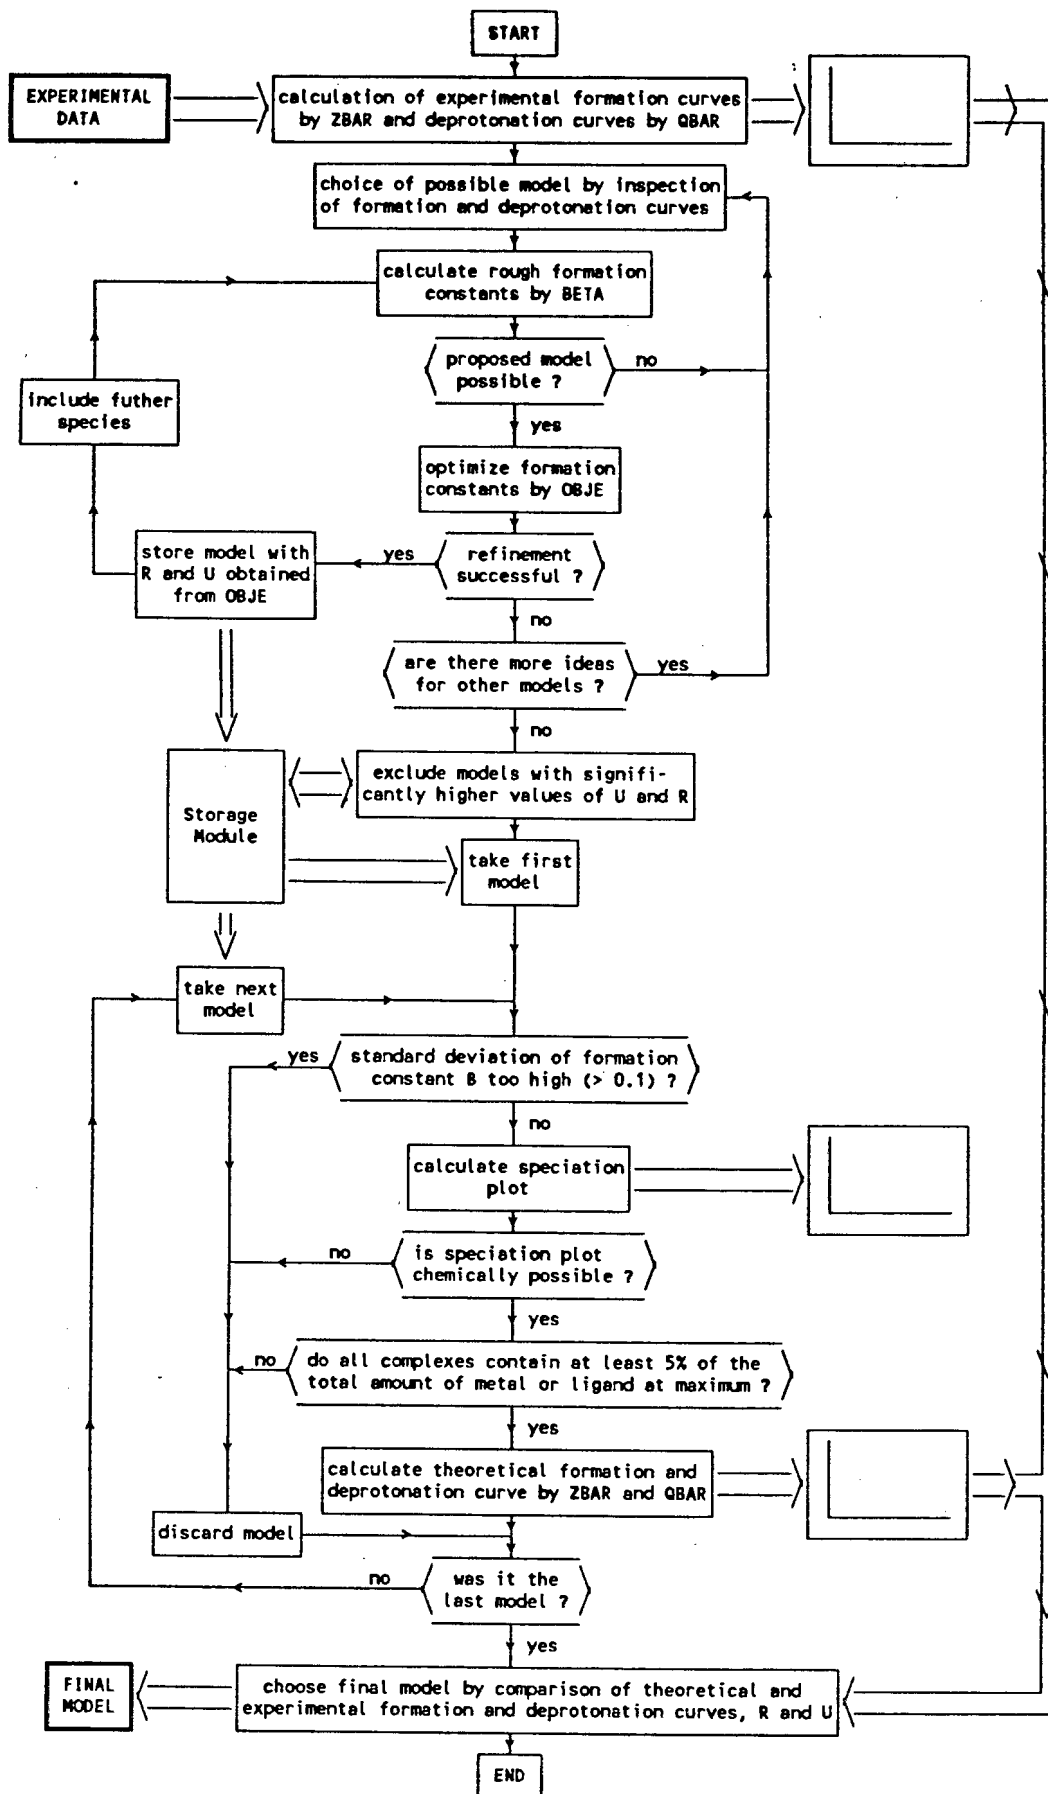 START
EXPERIMENTAL
DATA
calculation of experimental formation curves
by ZBAR and deprotonation curves by QBAR
choice of possible model by inspection
of formation and deprotonation curves
calculate rough formation
constants by BETA
proposed model
possible ?
no
include futher
species
yes
optimize formation
constants by OBJE
store model with
R and U obtained
from OBJE
yes
refinement
successful ?
no
are there more ideas
for other models ?
yes
no
exclude models with signifi-
cantly higher values of U and R
Storage
Module
take first
model
take next
model
yes
standard deviation of formation
constant B too high (> 0.1) ?
no
calculate speciation
plot
no
is speciation plot
chemically possible ?
yes
no
do all complexes contain at least 5% of the
total amount of metal or ligand at maximum ?
yes
calculate theoretical formation and
deprotonation curve by ZBAR and QBAR
discard model
no
was it the
last model ?
yes
FINAL
MODEL
choose final model by comparison of theoretical and
experimental formation and deprotonation curves, R and U
END